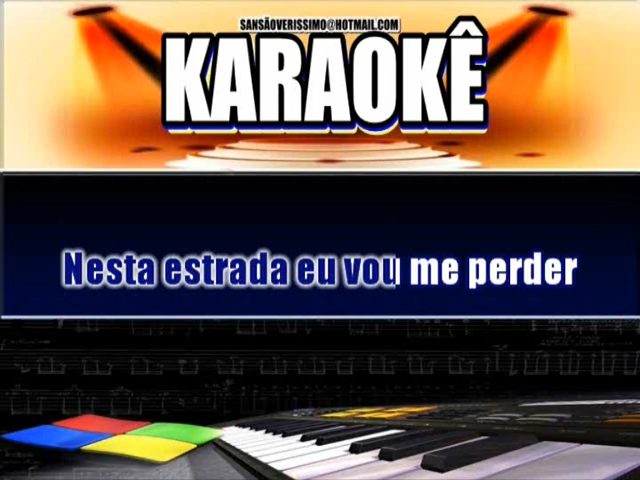 SANSÃOVERISSIMO@HOTMAIL.COM
KARAOKÊ
Nesta estrada eu vou me perder